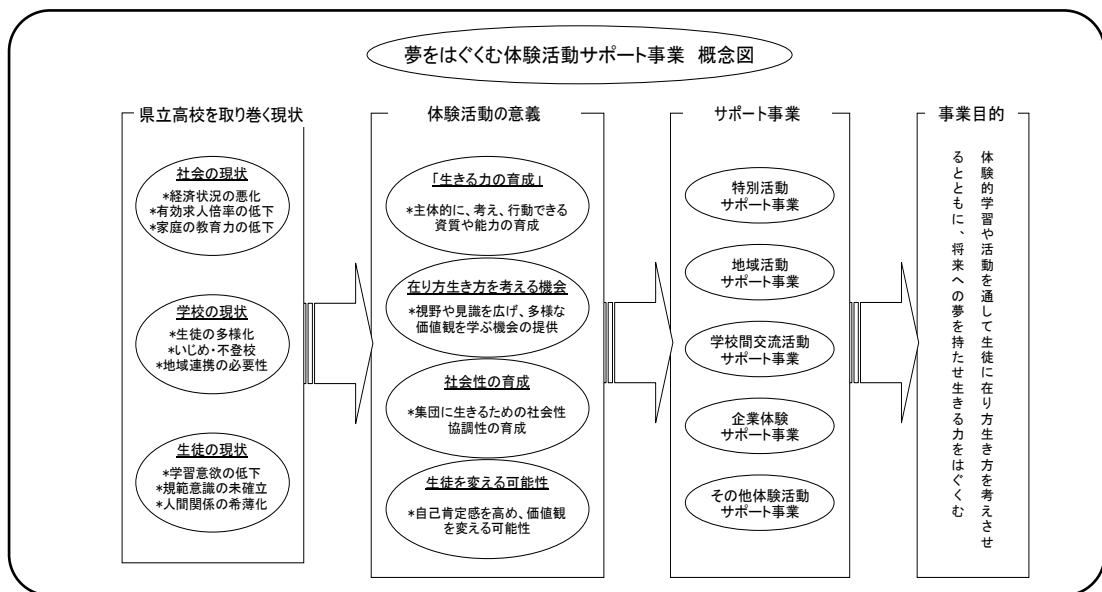 夢をはぐくむ体験活動サポート事業 概念図
県立高校を取り巻く現状
社会の現状
*経済状況の悪化
*有効求人倍率の低下
*家庭の教育力の低下
学校の現状
*生徒の多様化
*いじめ・不登校
*地域連携の必要性
生徒の現状
*学習意欲の低下
*規範意識の未確立
*人間関係の希薄化
体験活動の意義
「生きる力の育成」
*主体的に、考え、行動できる
資質や能力の育成
在り方生き方を考える機会
*視野や見識を広げ、多様な
価値観を学ぶ機会の提供
社会性の育成
*集団に生きるための社会性
協調性の育成
生徒を変える可能性
*自己肯定感を高め、価値観
を変える可能性
サポート事業
特別活動
サポート事業
地域活動
サポート事業
学校間交流活動
サポート事業
企業体験
サポート事業
その他体験活動
サポート事業
事業目的
体験的学習や活動を通して生徒に在り方生き方を考えさせ
るとともに、将来への夢を持たせ生きる力をはぐくむ